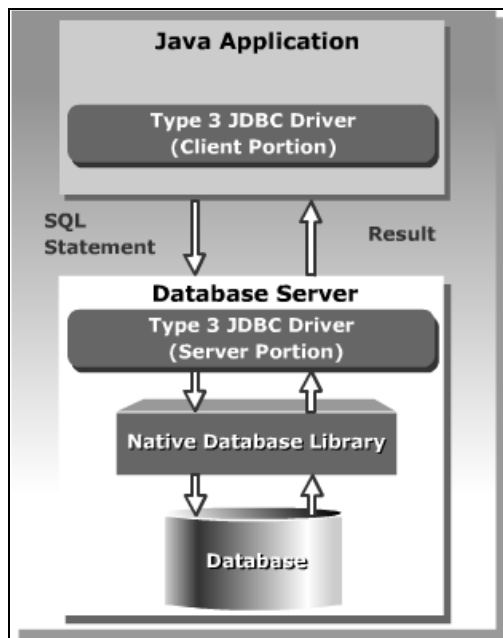 Java Application
Type 3 JDBC Driver
(Client Portion)
SQL
Statement
Result
Database Server
Type 3 JDBC Driver
(Server Portion)
Native Database Library
Database